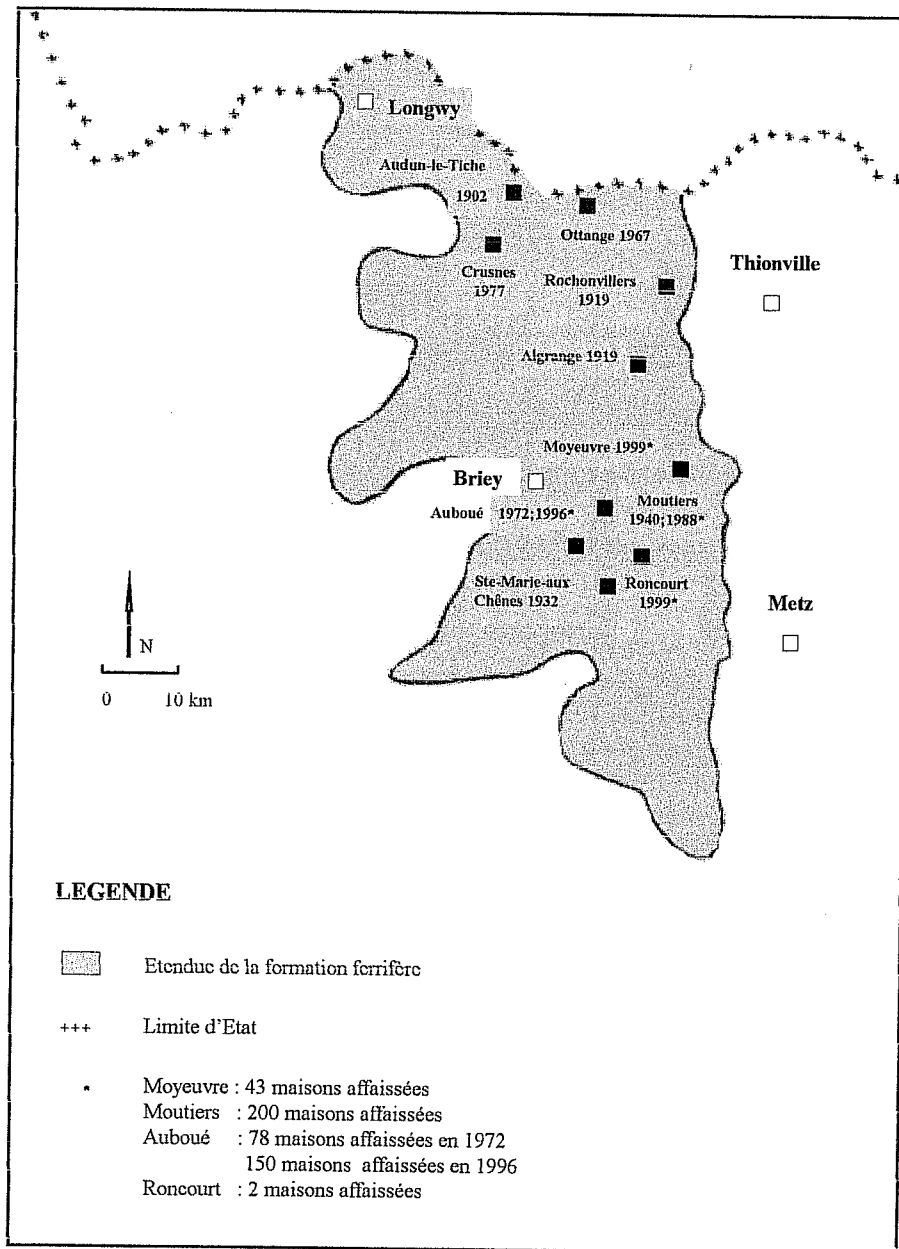 Longwy
Audun-le-Tiche
1902
Ottange 1967
Crusnes
1977
Rochonvillers
1919
Thionville
Algrange 1919
Moyeuvre 1999*
Briey
Auboué 1972;1996*
Moutiers
1940;1988*
Ste-Marie-aux
Chênes 1932
Roncourt
1999*
Metz
N
0 10 km
LEGENDE
Etendue de la formation ferrifère
+++ Limite d'Etat
* Moyeuvre : 43 maisons affaissées
Moutiers : 200 maisons affaissées
Auboué : 78 maisons affaissées en 1972
150 maisons affaissées en 1996
Roncourt : 2 maisons affaissées